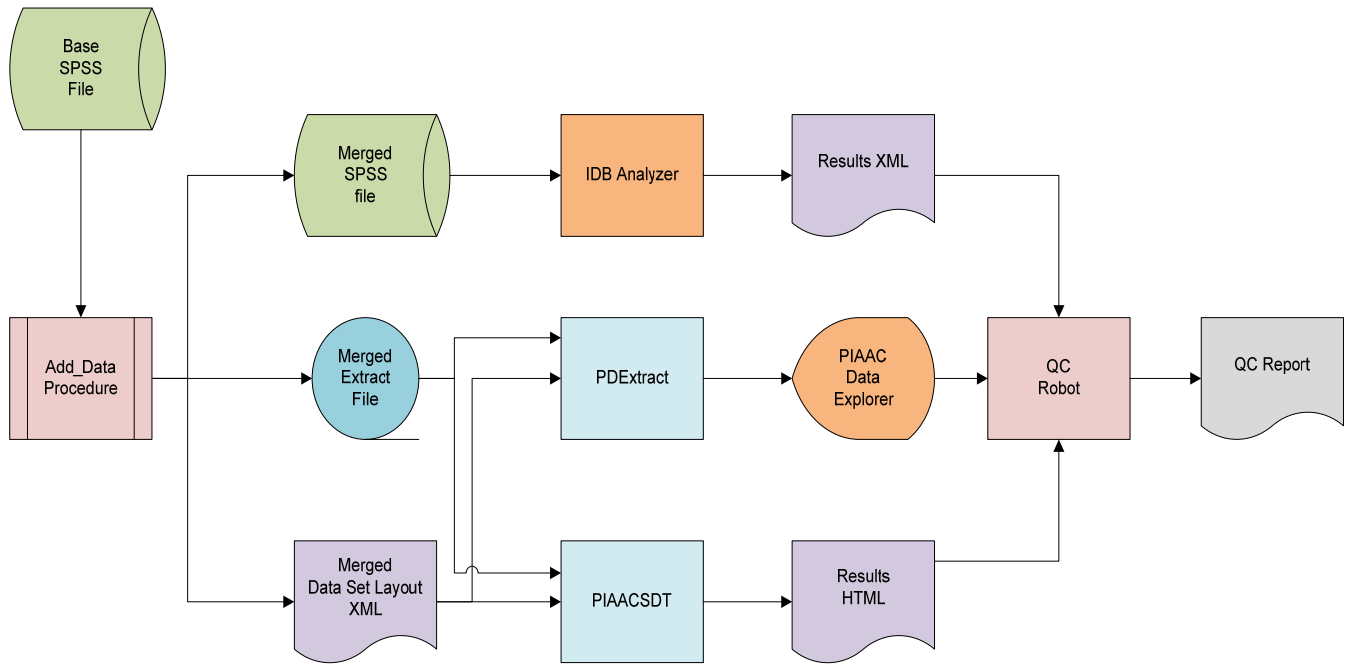 Base
SPSS
File
Merged
SPSS
file
IDB Analyzer
Results XML
Add_Data
Procedure
Merged
Extract
File
PDExtract
PIAAC
Data
Explorer
QC
Robot
QC Report
Merged
Data Set Layout
XML
PIAACSDT
Results
HTML